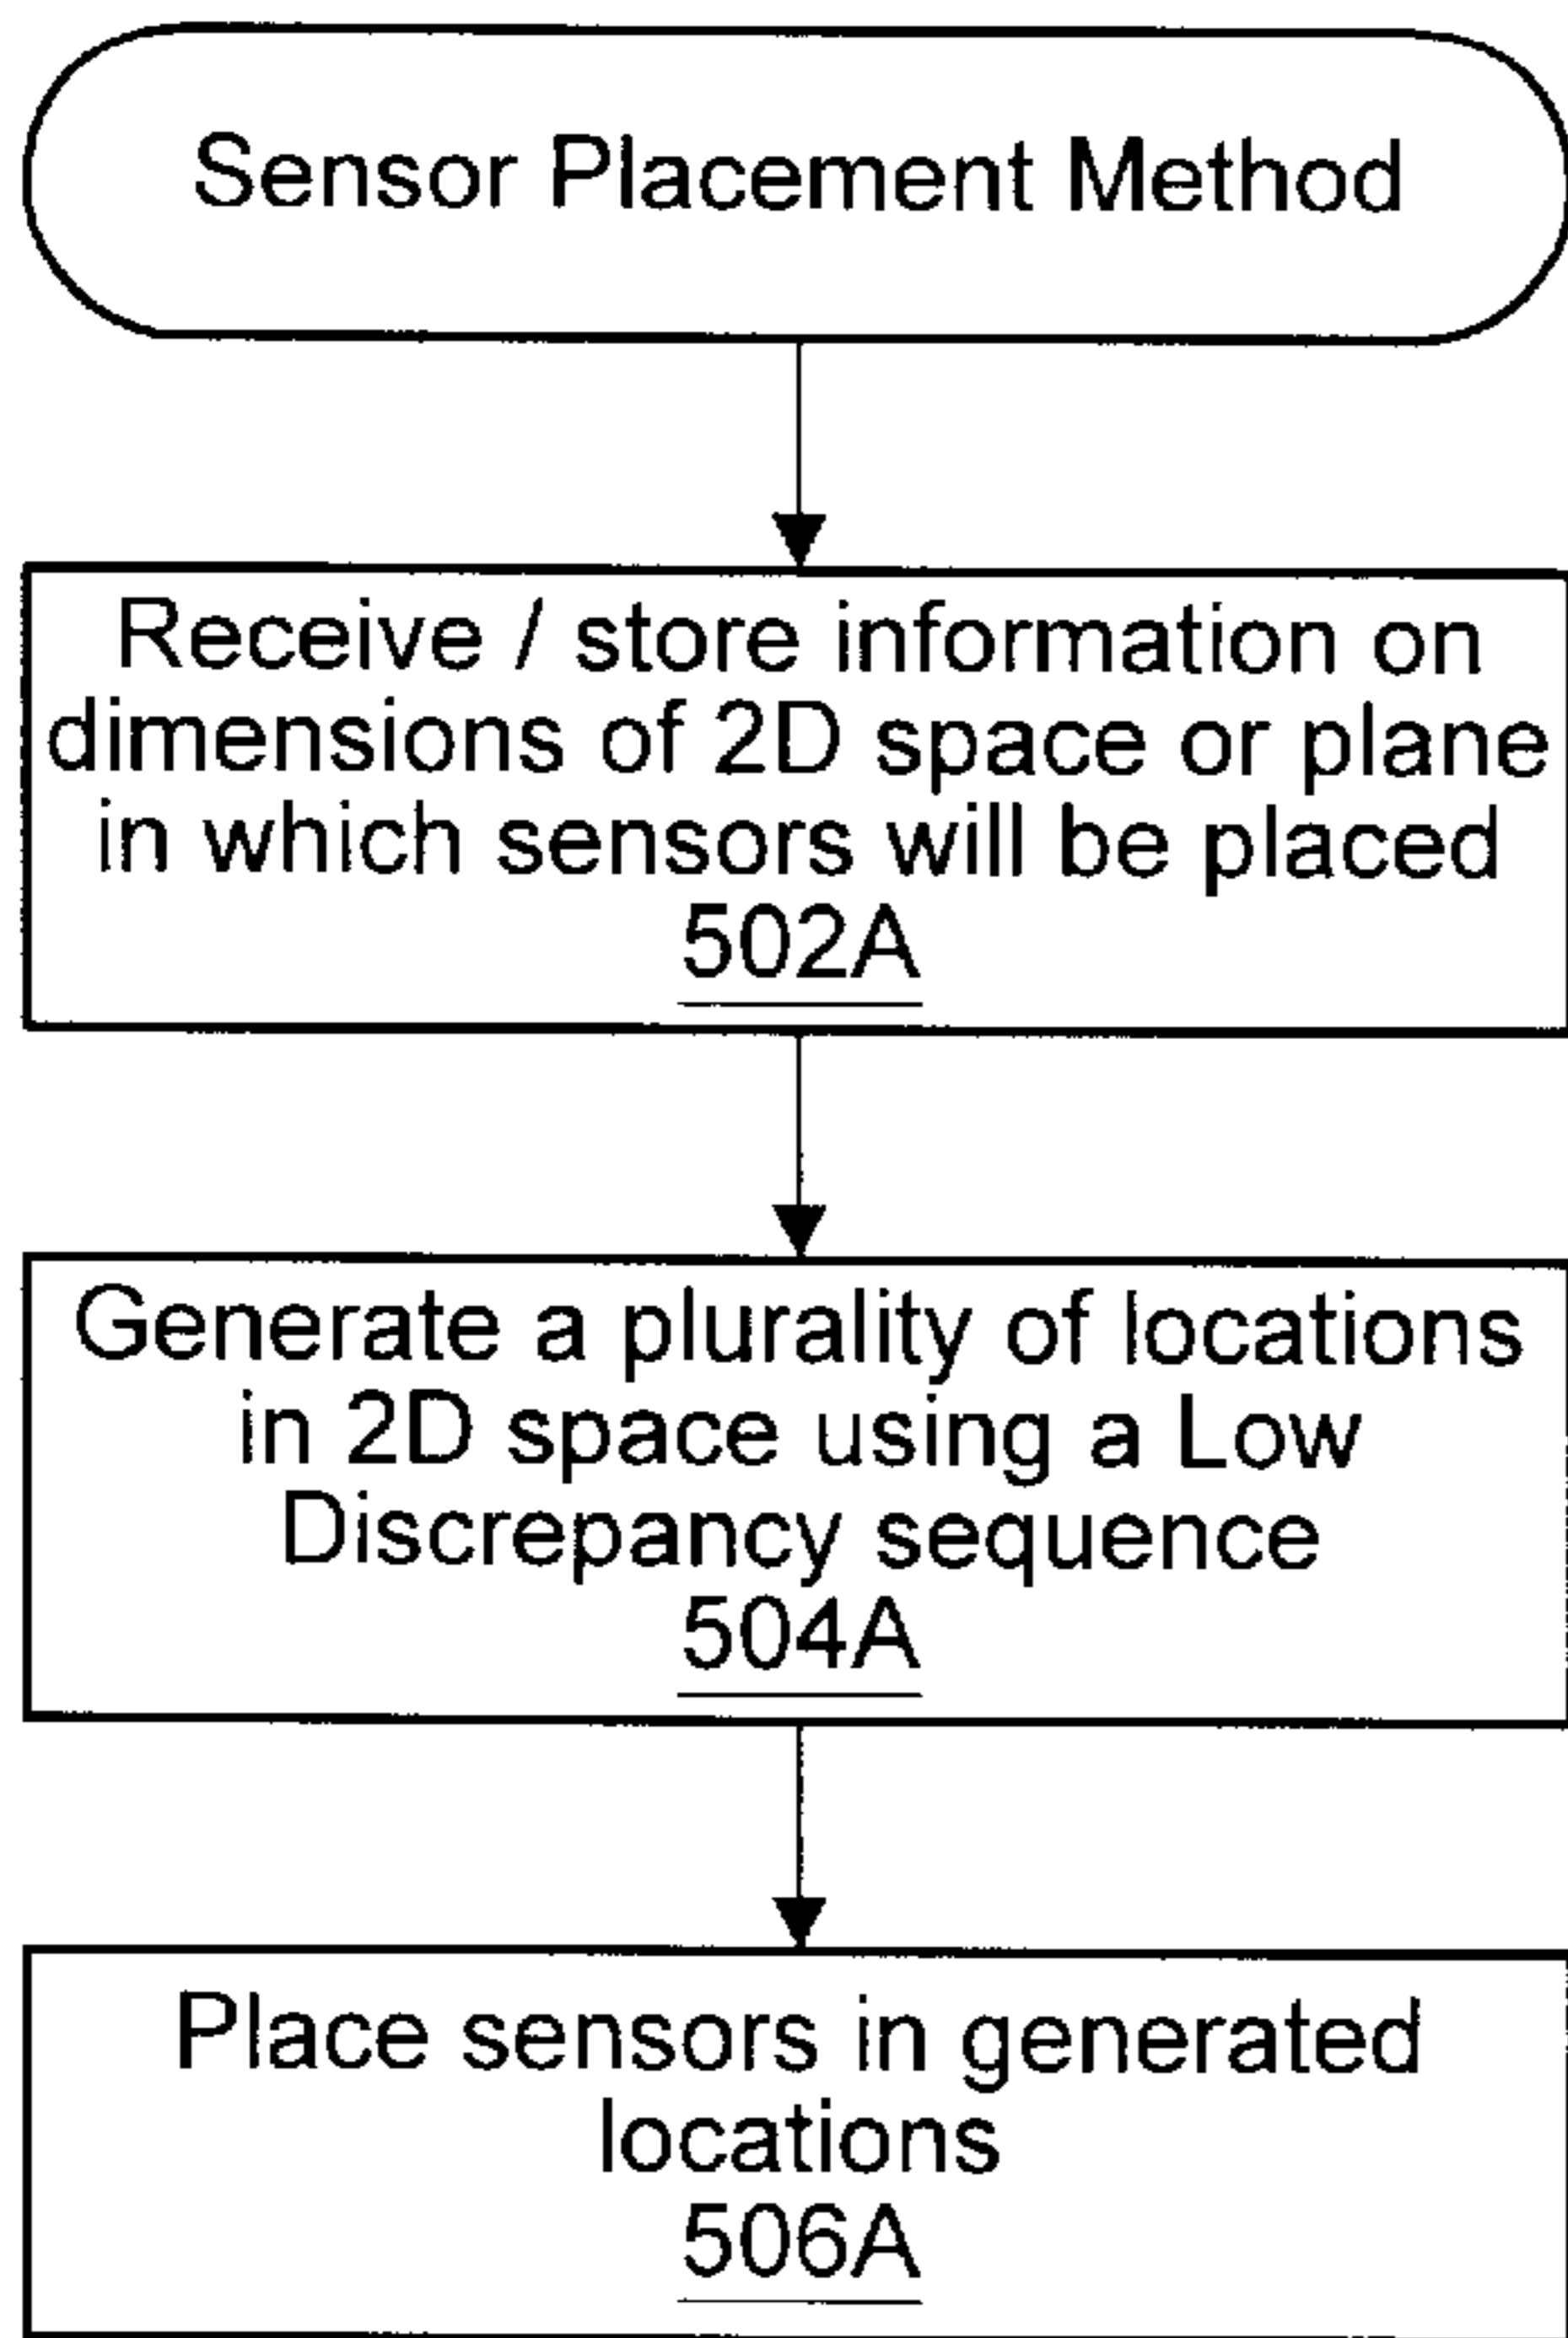 Sensor Placement Method
Receive / store information on
dimensions of 2D space or plane
in which sensors will be placed
502A
Generate a plurality of locations
in 2D space using a Low
Discrepancy sequence
504A
Place sensors in generated
locations
506A